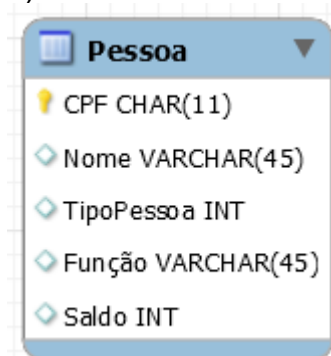 Pessoa
CPF CHAR(11)
Nome VARCHAR(45)
TipoPessoa INT
Função VARCHAR(45)
Saldo INT